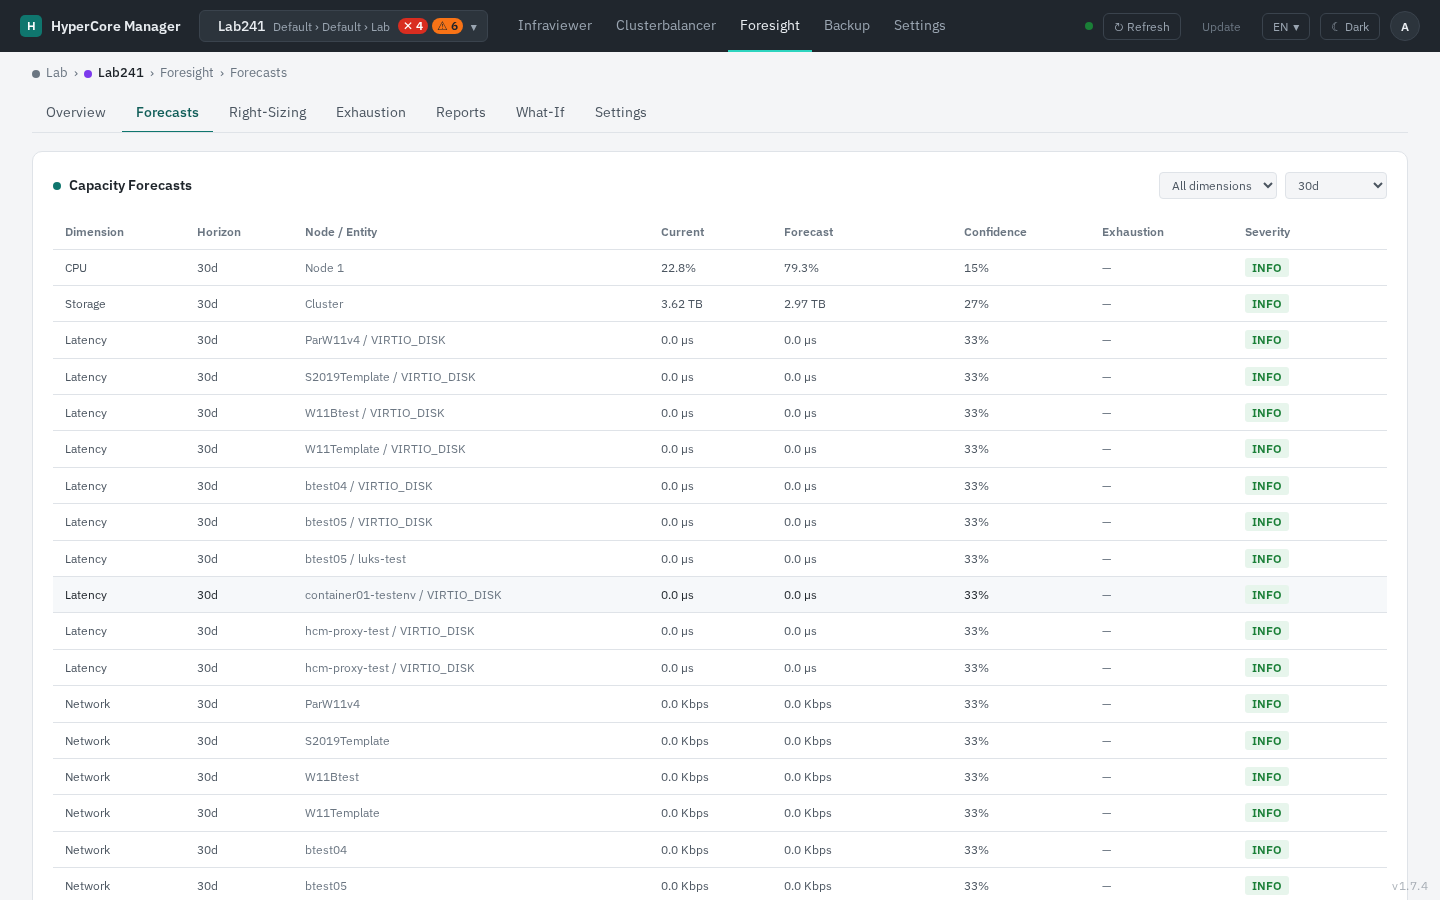 H HyperCore Manager Lab241 Default › Default › Lab ✕ 4 ⚠ 6 ▾ Infraviewer Clusterbalancer Foresight Backup Settings ↻ Refresh Update EN ▾ ☾ Dark A
Lab › Lab241 › Foresight › Forecasts
Overview Forecasts Right-Sizing Exhaustion Reports What-If Settings
Capacity Forecasts All dimensions 30d
Dimension Horizon Node / Entity Current Forecast Confidence Exhaustion Severity
CPU 30d Node 1 22.8% 79.3% 15% — INFO
Storage 30d Cluster 3.62 TB 2.97 TB 27% — INFO
Latency 30d ParW11v4 / VIRTIO_DISK 0.0 µs 0.0 µs 33% — INFO
Latency 30d S2019Template / VIRTIO_DISK 0.0 µs 0.0 µs 33% — INFO
Latency 30d W11Btest / VIRTIO_DISK 0.0 µs 0.0 µs 33% — INFO
Latency 30d W11Template / VIRTIO_DISK 0.0 µs 0.0 µs 33% — INFO
Latency 30d btest04 / VIRTIO_DISK 0.0 µs 0.0 µs 33% — INFO
Latency 30d btest05 / VIRTIO_DISK 0.0 µs 0.0 µs 33% — INFO
Latency 30d btest05 / luks-test 0.0 µs 0.0 µs 33% — INFO
Latency 30d container01-testenv / VIRTIO_DISK 0.0 µs 0.0 µs 33% — INFO
Latency 30d hcm-proxy-test / VIRTIO_DISK 0.0 µs 0.0 µs 33% — INFO
Latency 30d hcm-proxy-test / VIRTIO_DISK 0.0 µs 0.0 µs 33% — INFO
Network 30d ParW11v4 0.0 Kbps 0.0 Kbps 33% — INFO
Network 30d S2019Template 0.0 Kbps 0.0 Kbps 33% — INFO
Network 30d W11Btest 0.0 Kbps 0.0 Kbps 33% — INFO
Network 30d W11Template 0.0 Kbps 0.0 Kbps 33% — INFO
Network 30d btest04 0.0 Kbps 0.0 Kbps 33% — INFO
Network 30d btest05 0.0 Kbps 0.0 Kbps 33% — INFO
v1.7.4